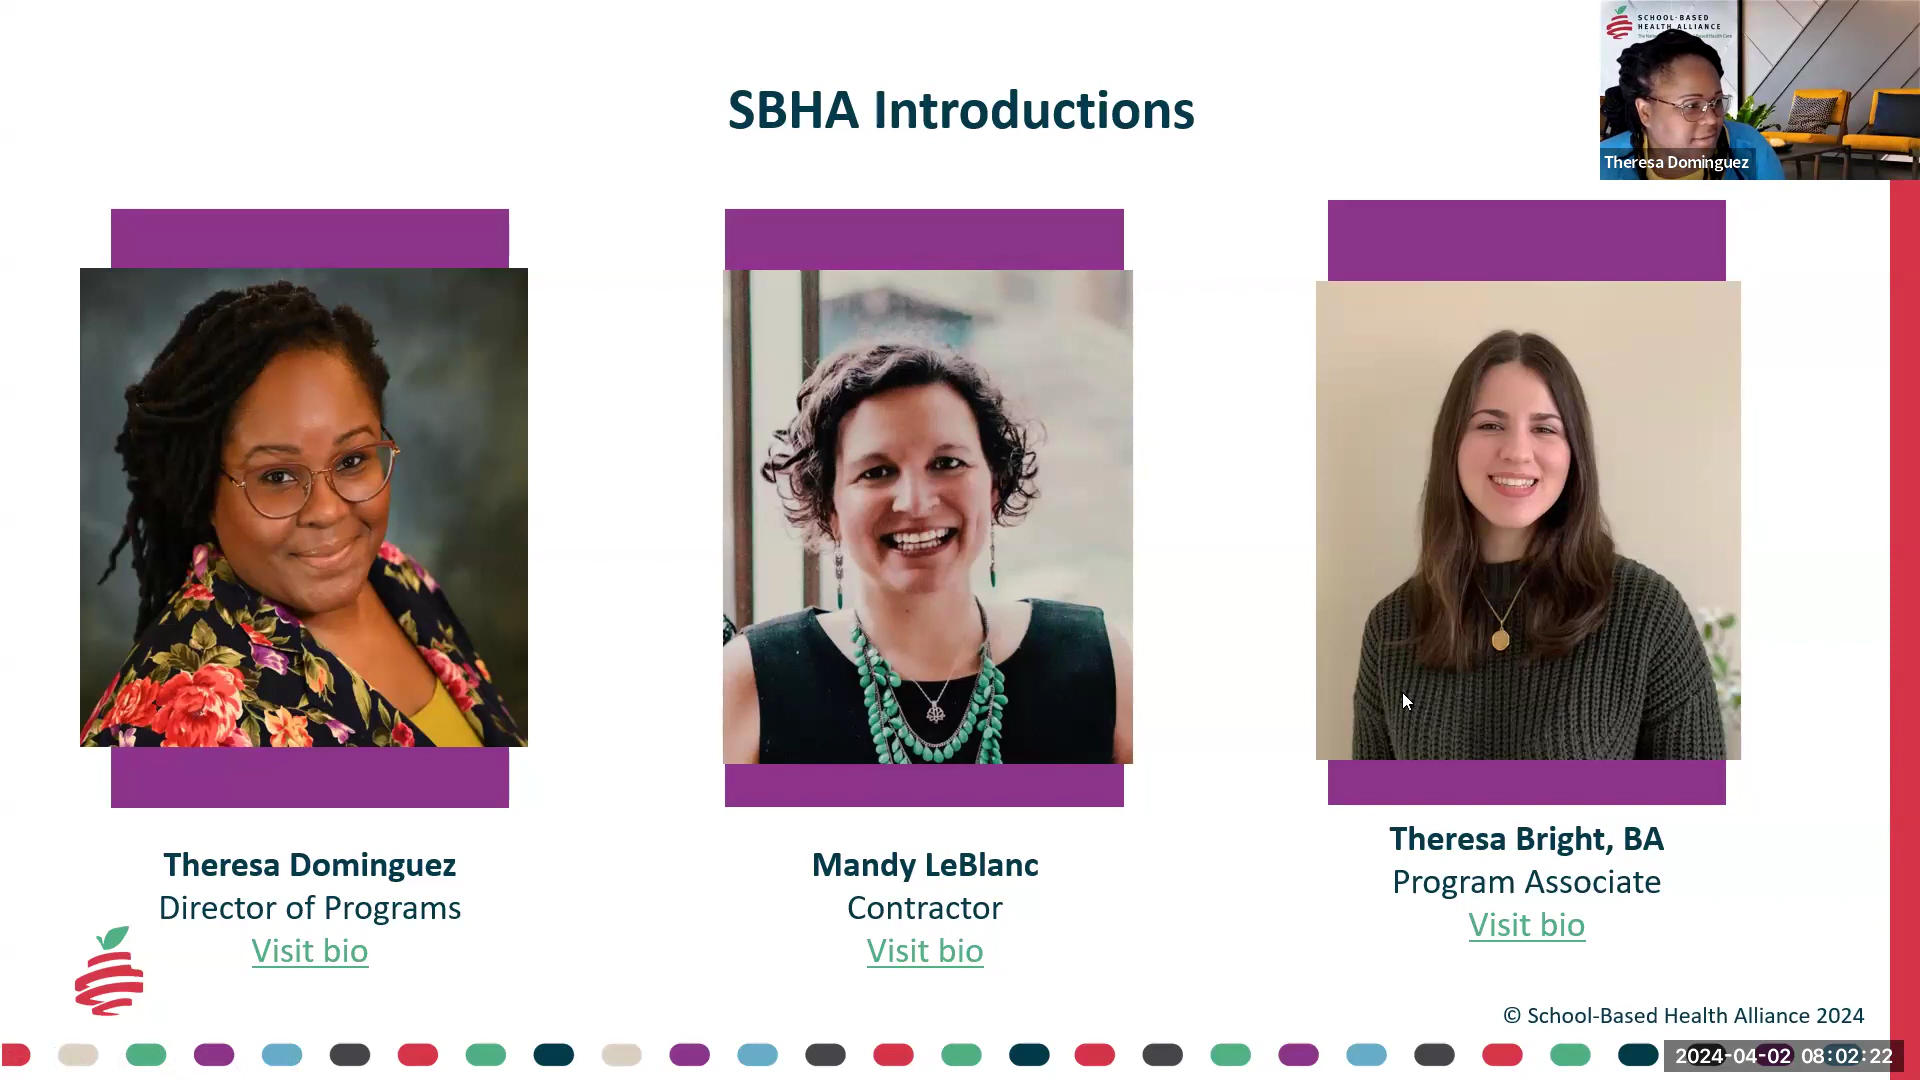 SCHOOL-BASED
HEALTH ALLIANCE
SBHA Introductions
Theresa Dominguez
Theresa Dominguez
Director of Programs
Visit bio
Mandy LeBlanc
Contractor
Visit bio
Theresa Bright, BA
Program Associate
Visit bio
© School-Based Health Alliance 2024
2024-04-02 08:02:22